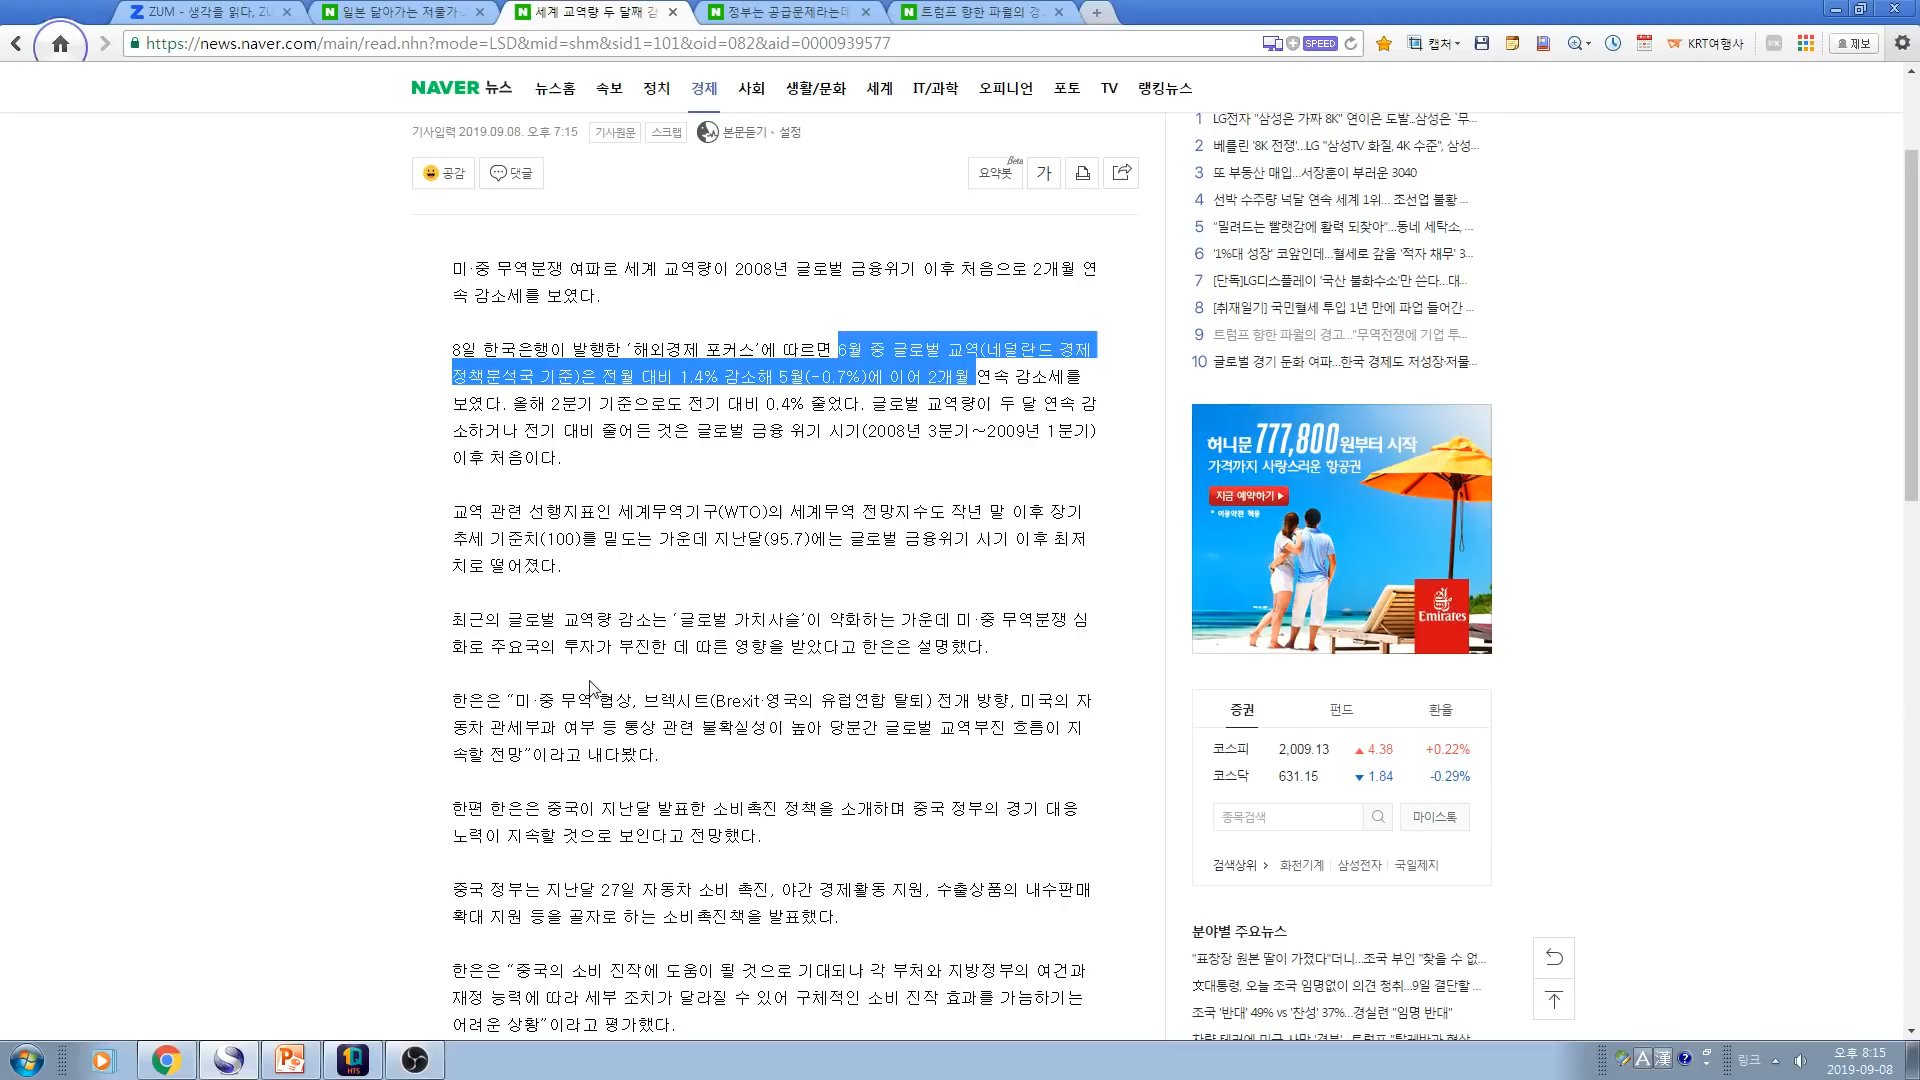 ZUM - 생각을 읽다, ZU
일본 닮아가는 저물가..
세계 교역량 두 달째 감
정부는 공급문제라는데
트럼프 향한 파월의 경
https://news.naver.com/main/read.nhn?mode=LSD&mid=shm&sid1=101&oid=082&aid=0000939577
SPEED
캡처
KRT여행사
제보
NAVER 뉴스
뉴스홈
속보
정치
경제
사회
생활/문화
세계
IT/과학
오피니언
포토
TV
랭킹뉴스
기사입력 2019.09.08. 오후 7:15
기사원문
스크랩
본문듣기 · 설정
공감
댓글
요약봇
Beta
가
미·중 무역분쟁 여파로 세계 교역량이 2008년 글로벌 금융위기 이후 처음으로 2개월 연
속 감소세를 보였다.
8일 한국은행이 발행한 ‘해외경제 포커스’에 따르면 6월 중 글로벌 교역(네덜란드 경제
정책분석국 기준)은 전월 대비 1.4% 감소해 5월(-0.7%)에 이어 2개월 연속 감소세를
보였다. 올해 2분기 기준으로도 전기 대비 0.4% 줄었다. 글로벌 교역량이 두 달 연속 감
소하거나 전기 대비 줄어든 것은 글로벌 금융 위기 시기(2008년 3분기～2009년 1분기)
이후 처음이다.
교역 관련 선행지표인 세계무역기구(WTO)의 세계무역 전망지수도 작년 말 이후 장기
추세 기준치(100)를 밑도는 가운데 지난달(95.7)에는 글로벌 금융위기 시기 이후 최저
치로 떨어졌다.
최근의 글로벌 교역량 감소는 ‘글로벌 가치사슬’이 약화하는 가운데 미·중 무역분쟁 심
화로 주요국의 투자가 부진한 데 따른 영향을 받았다고 한은은 설명했다.
한은은 “미·중 무역 협상, 브렉시트(Brexit·영국의 유럽연합 탈퇴) 전개 방향, 미국의 자
동차 관세부과 여부 등 통상 관련 불확실성이 높아 당분간 글로벌 교역부진 흐름이 지
속할 전망”이라고 내다봤다.
한편 한은은 중국이 지난달 발표한 소비촉진 정책을 소개하며 중국 정부의 경기 대응
노력이 지속할 것으로 보인다고 전망했다.
중국 정부는 지난달 27일 자동차 소비 촉진, 야간 경제활동 지원, 수출상품의 내수판매
확대 지원 등을 골자로 하는 소비촉진책을 발표했다.
한은은 “중국의 소비 진작에 도움이 될 것으로 기대되나 각 부처와 지방정부의 여건과
재정 능력에 따라 세부 조치가 달라질 수 있어 구체적인 소비 진작 효과를 가늠하기는
어려운 상황”이라고 평가했다.
1 LG전자 "삼성은 가짜 8K" 연이은 도발...삼성은 `무...
2 베를린 '8K 전쟁'…LG "삼성TV 화질, 4K 수준", 삼성...
3 또 부동산 매입…서장훈이 부러운 3040
4 선박 수주량 넉달 연속 세계 1위… 조선업 불황 ...
5 "밀려드는 빨랫감에 활력 되찾아"…동네 세탁소, ...
6 '1%대 성장' 코앞인데…혈세로 갚을 '적자 채무' 3...
7 [단독]LG디스플레이 '국산 불화수소'만 쓴다…대...
8 [취재일기] 국민혈세 투입 1년 만에 파업 들어간 ...
9 트럼프 향한 파월의 경고…"무역전쟁에 기업 투...
10 글로벌 경기 둔화 여파…한국 경제도 저성장저물...
허니문 777,800원부터 시작
가격까지 사랑스러운 항공권
지금 예약하기
* 이용약관 적용
Emirates
증권
펀드
환율
코스피 2,009.13 ▲ 4.38 +0.22%
코스닥 631.15 ▼ 1.84 -0.29%
종목검색
마이스톡
검색상위 화천기계 삼성전자 국일제지
분야별 주요뉴스
"표창장 원본 딸이 가졌다"더니…조국 부인 "찾을 수 없...
文대통령, 오늘 조국 임명없이 의견 청취…9일 결단할 ...
조국 '반대' 49% vs '찬성' 37%…경실련 "임명 반대"
HTS
A 漢
링크
오후 8:15
2019-09-08